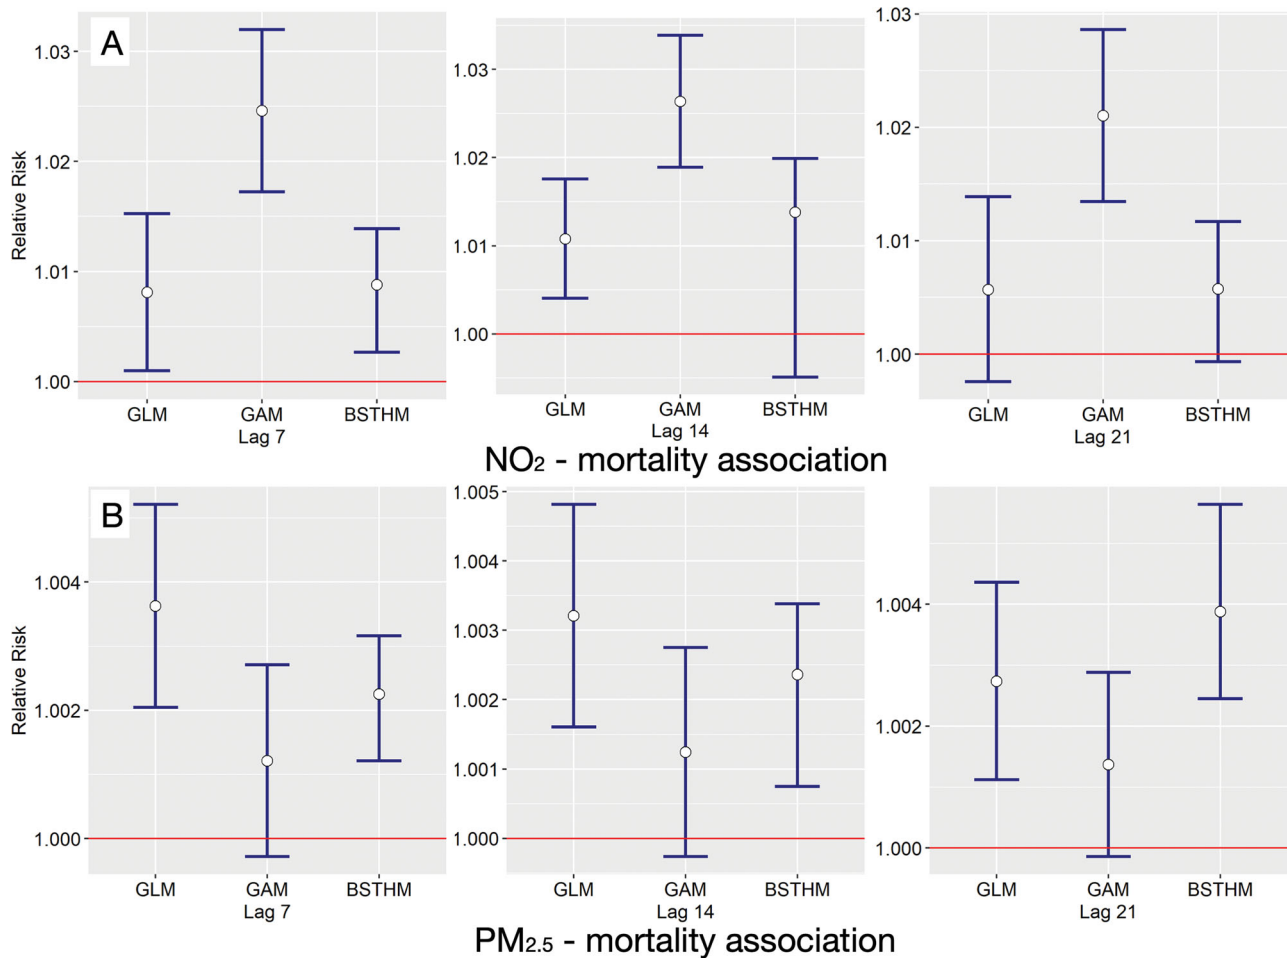 A
Relative Risk
1.03
1.02
1.01
1.00
GLM GAM BSTHM
Lag 7
1.03
1.02
1.01
1.00
GLM GAM BSTHM
Lag 14
1.03
1.02
1.01
1.00
GLM GAM BSTHM
Lag 21
NO2 - mortality association
B
Relative Risk
1.004
1.002
1.000
GLM GAM BSTHM
Lag 7
1.005
1.004
1.003
1.002
1.001
1.000
GLM GAM BSTHM
Lag 14
1.004
1.002
1.000
GLM GAM BSTHM
Lag 21
PM2.5 - mortality association